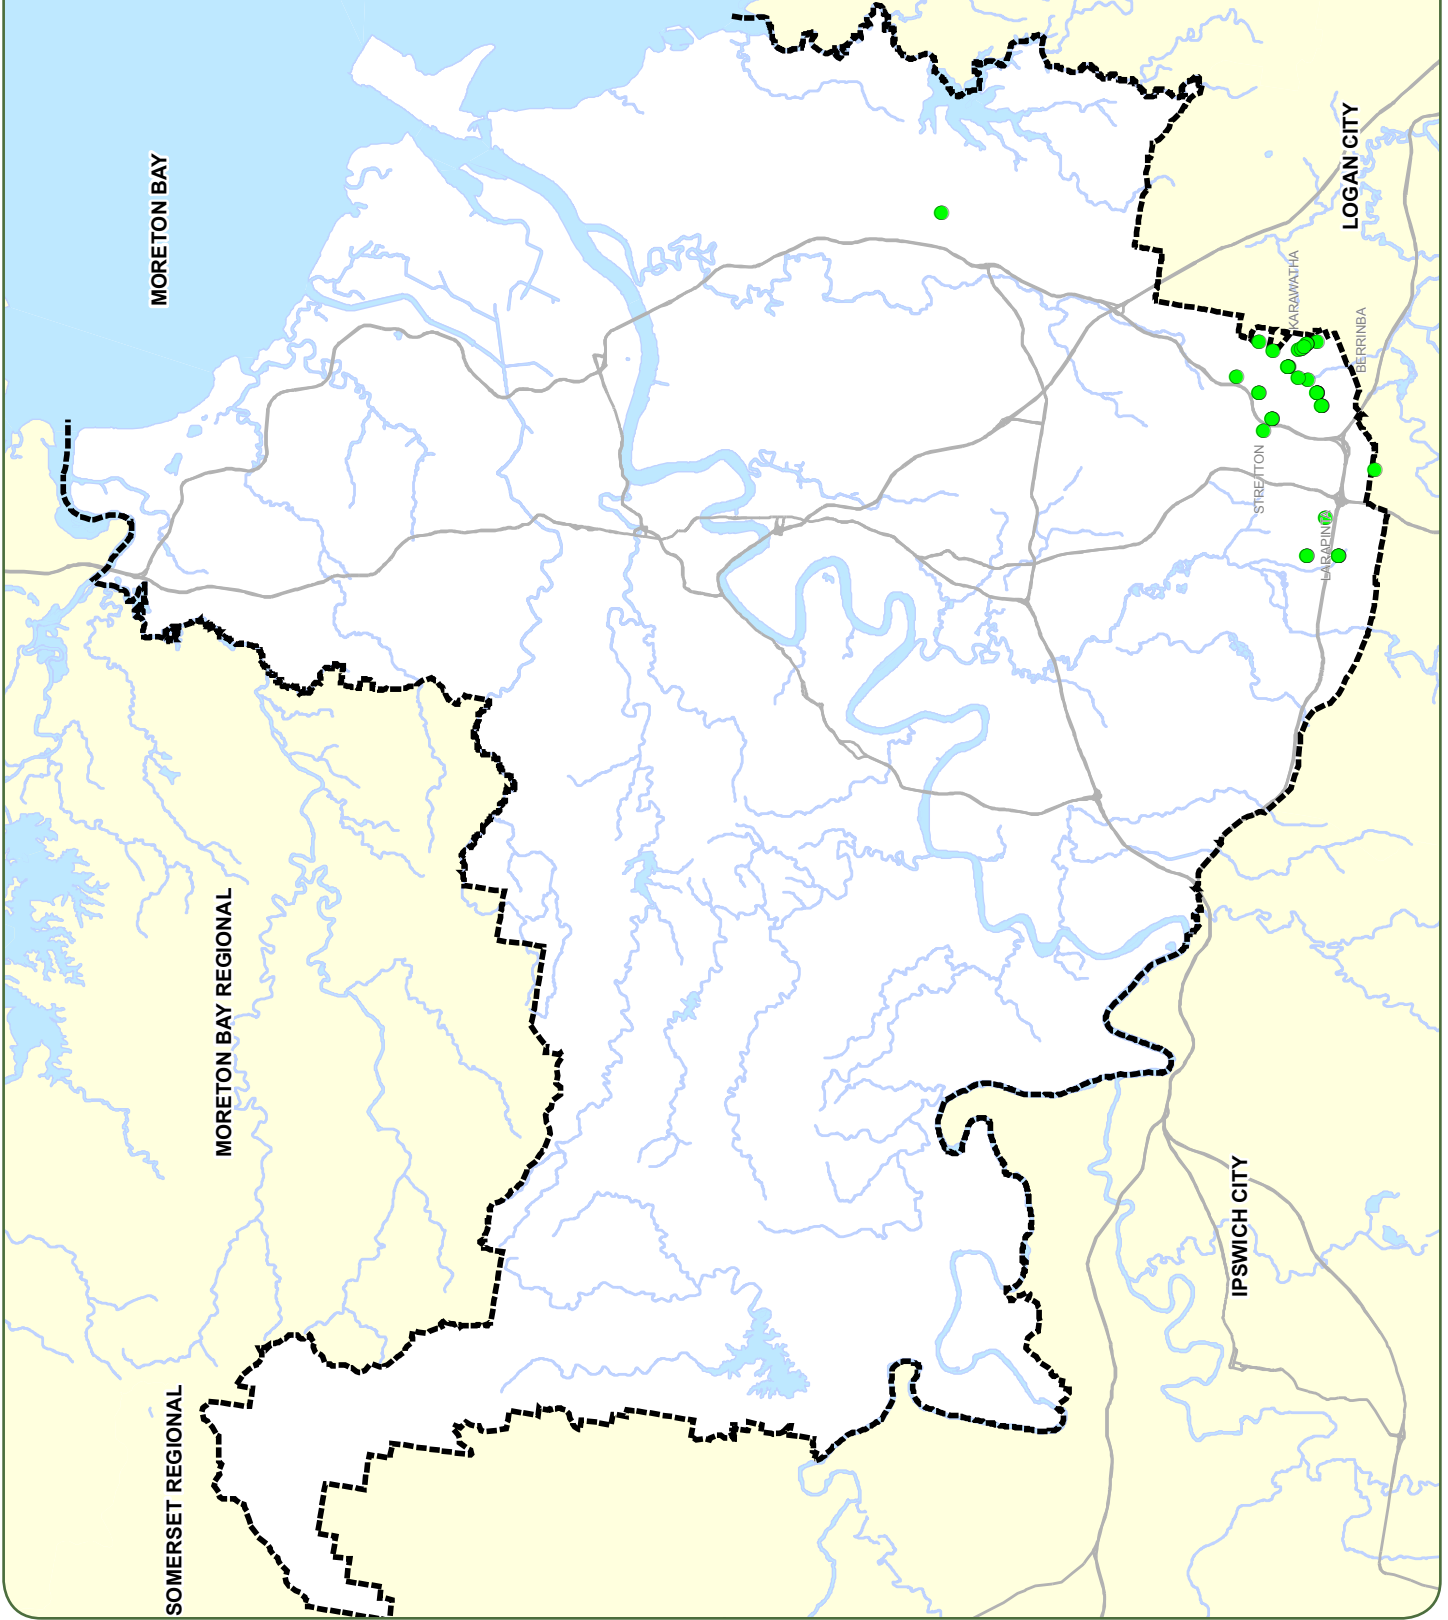 SOMERSET REGIONAL
MORETON BAY REGIONAL
MORETON BAY
IPSWICH CITY
LARAPINTA
STRETTON
KARAWATHA
BERRINBA
LOGAN CITY